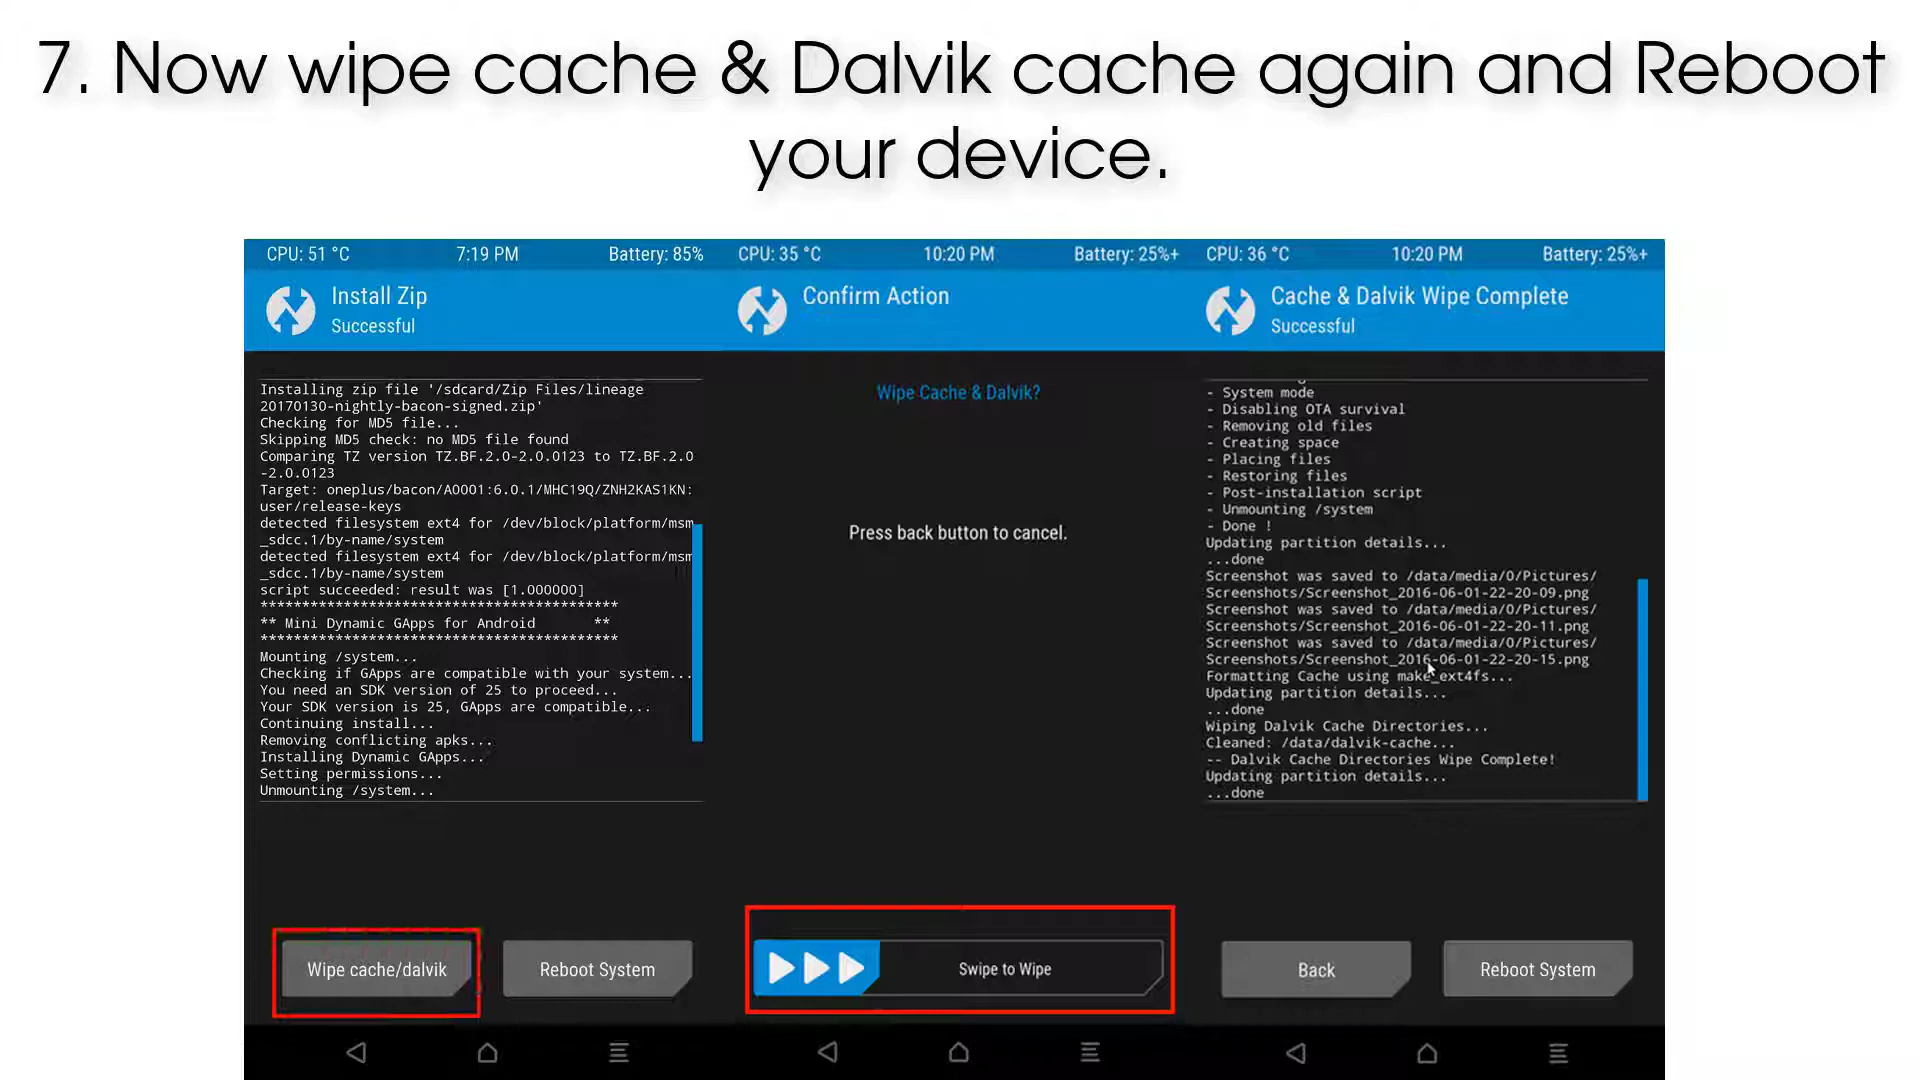 7. Now wipe cache & Dalvik cache again and Reboot
your device.
CPU: 51 °C 7:19 PM Battery: 85%
Install Zip
Successful
Installing zip file '/sdcard/Zip Files/lineage
20170130-nightly-bacon-signed.zip'
Checking for MD5 file...
Skipping MD5 check: no MD5 file found
Comparing TZ version TZ.BF.2.0-2.0.0123 to TZ.BF.2.0
-2.0.0123
Target: oneplus/bacon/A0001:6.0.1/MHC19Q/ZNH2KAS1KN:
user/release-keys
detected filesystem ext4 for /dev/block/platform/msm
_sdcc.1/by-name/system
detected filesystem ext4 for /dev/block/platform/msm
_sdcc.1/by-name/system
script succeeded: result was [1.000000]
*******************************************
** Mini Dynamic GApps for Android **
*******************************************
Mounting /system...
Checking if GApps are compatible with your system...
You need an SDK version of 25 to proceed...
Your SDK version is 25, GApps are compatible...
Continuing install...
Removing conflicting apks...
Installing Dynamic GApps...
Setting permissions...
Unmounting /system...
Wipe cache/dalvik
Reboot System
CPU: 35 °C 10:20 PM Battery: 25%+
Confirm Action
Wipe Cache & Dalvik?
Press back button to cancel.
Swipe to Wipe
CPU: 36 °C 10:20 PM Battery: 25%+
Cache & Dalvik Wipe Complete
Successful
- System mode
- Disabling OTA survival
- Removing old files
- Creating space
- Placing files
- Restoring files
- Post-installation script
- Unmounting /system
- Done !
Updating partition details...
...done
Screenshot was saved to /data/media/0/Pictures/
Screenshots/Screenshot_2016-06-01-22-20-09.png
Screenshot was saved to /data/media/0/Pictures/
Screenshots/Screenshot_2016-06-01-22-20-11.png
Screenshot was saved to /data/media/0/Pictures/
Screenshots/Screenshot_2016-06-01-22-20-15.png
Formatting Cache using make_ext4fs...
Updating partition details...
...done
Wiping Dalvik Cache Directories...
Cleaned: /data/dalvik-cache...
-- Dalvik Cache Directories Wipe Complete!
Updating partition details...
...done
Back
Reboot System